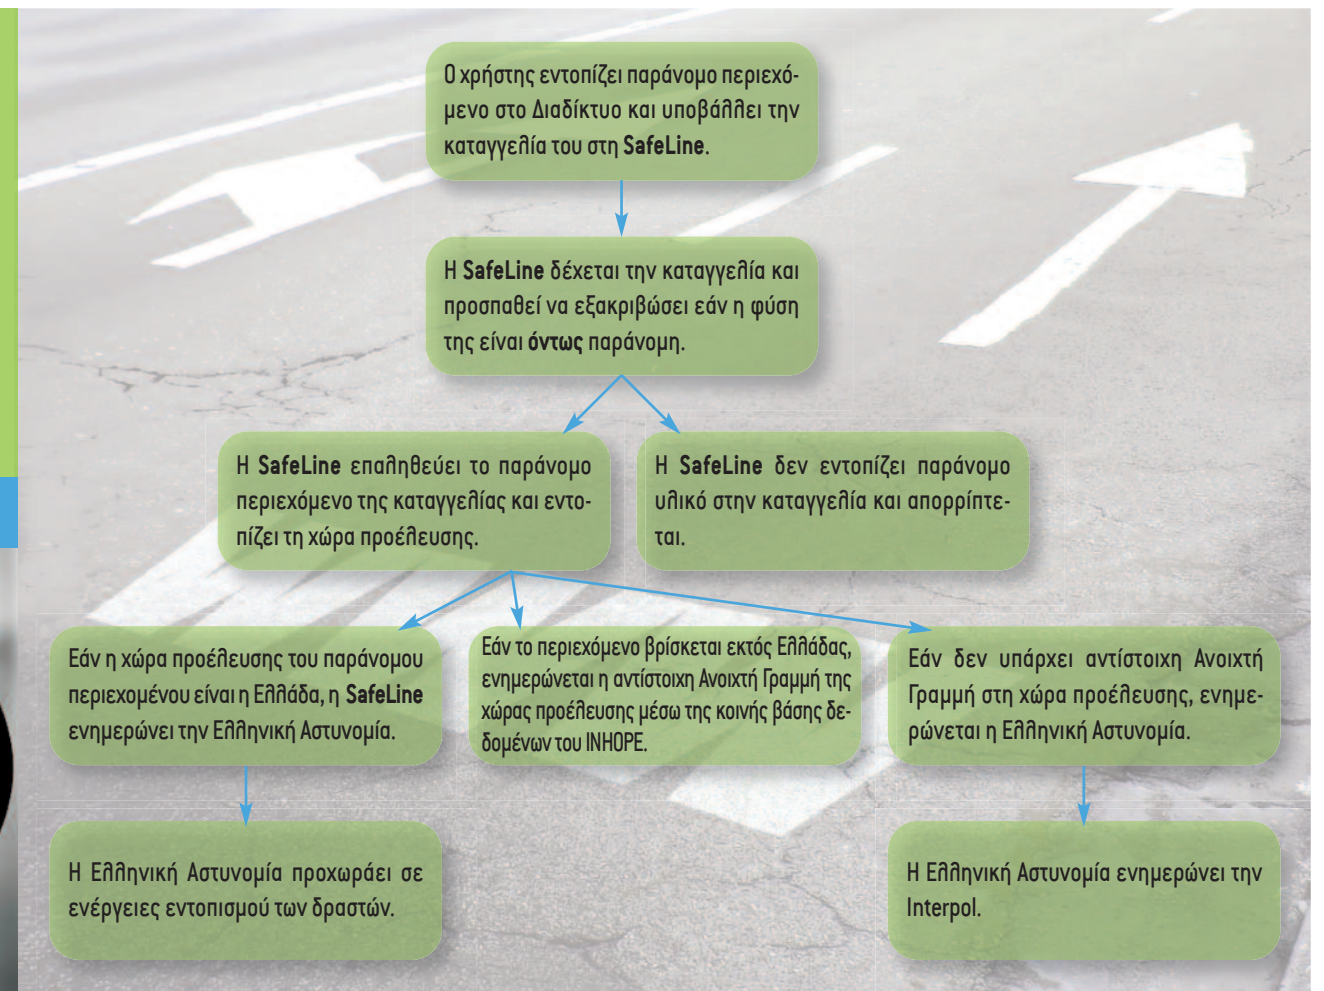 Ο χρήστης εντοπίζει παράνομο περιεχό-
μενο στο Διαδίκτυο και υποβάλλει την
καταγγελία του στη SafeLine.
Η SafeLine δέχεται την καταγγελία και
προσπαθεί να εξακριβώσει εάν η φύση
της είναι όντως παράνομη.
Η SafeLine επαληθεύει το παράνομο
περιεχόμενο της καταγγελίας και εντο-
πίζει τη χώρα προέλευσης.
Η SafeLine δεν εντοπίζει παράνομο
υλικό στην καταγγελία και απορρίπτε-
ται.
Εάν η χώρα προέλευσης του παράνομου
περιεχομένου είναι η Ελλάδα, η SafeLine
ενημερώνει την Ελληνική Αστυνομία.
Εάν το περιεχόμενο βρίσκεται εκτός Ελλάδας,
ενημερώνεται η αντίστοιχη Ανοιχτή Γραμμή της
χώρας προέλευσης μέσω της κοινής βάσης δε-
δομένων του INHOPE.
Εάν δεν υπάρχει αντίστοιχη Ανοιχτή
Γραμμή στη χώρα προέλευσης, ενημε-
ρώνεται η Ελληνική Αστυνομία.
Η Ελληνική Αστυνομία προχωράει σε
ενέργειες εντοπισμού των δραστών.
Η Ελληνική Αστυνομία ενημερώνει την
Interpol.